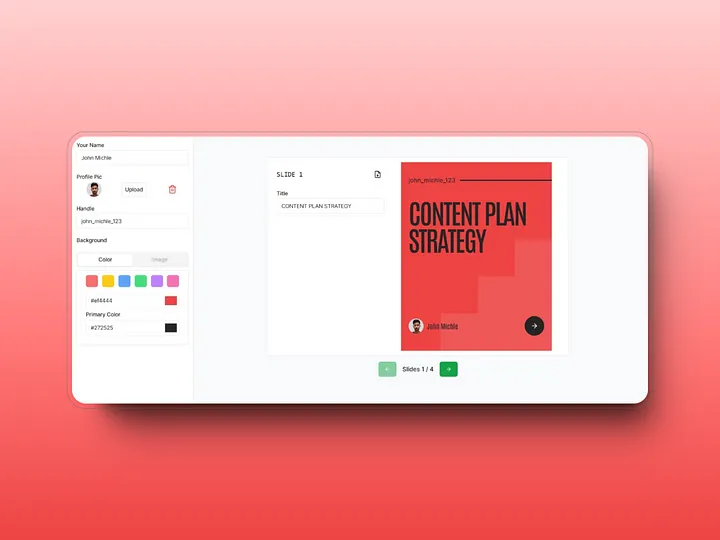 Your Name
John Michle
Profile Pic
Upload
Handle
john_michle_123
Background
Color
Image
#ef4444
Primary Color
#272525
SLIDE 1
Title
CONTENT PLAN STRATEGY
john_michle_123
CONTENT PLAN
STRATEGY
John Michle
Slides 1 / 4